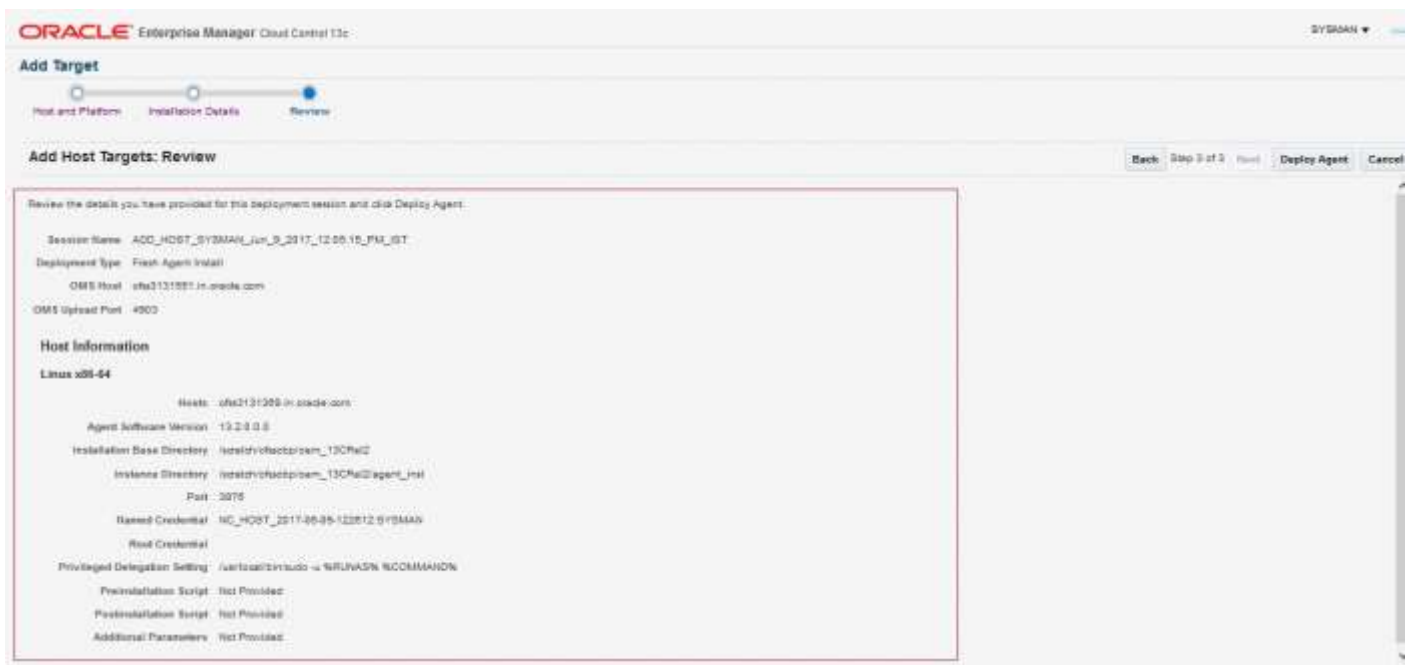 ORACLE Enterprise Manager Cloud Control 13c
SYSMAN
Add Target
Host and Platform Installation Details Review
Add Host Targets: Review
Back Step 3 of 3 Next Deploy Agent Cancel
Review the details you have provided for this deployment session and click Deploy Agent.
Session Name ADD_HOST_SYSMAN_Jun_9_2017_12:05:15_PM_IST
Deployment Type Fresh Agent Install
OMS Host
OMS Upload Port 4903
Host Information
Linux x86-64
Hosts
Agent Software Version 13.2.0.0.0
Installation Base Directory
Instance Directory
Port
Named Credential
Root Credential
Privileged Delegation Setting /usr/local/bin/sudo -u %RUNAS% %COMMAND%
Preinstallation Script Not Provided
Postinstallation Script Not Provided
Additional Parameters Not Provided